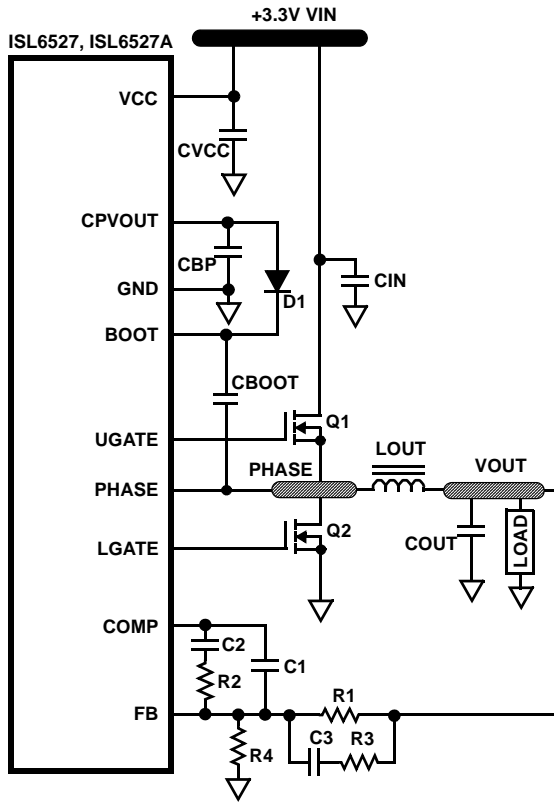 +3.3V VIN
ISL6527, ISL6527A
VCC
CVCC
CPVOUT
CBP
GND
D1
CIN
BOOT
CBOOT
Q1
UGATE
PHASE
LOUT
VOUT
PHASE
Q2
LGATE
COUT
LOAD
COMP
C2
C1
R2
R1
FB
C3
R3
R4